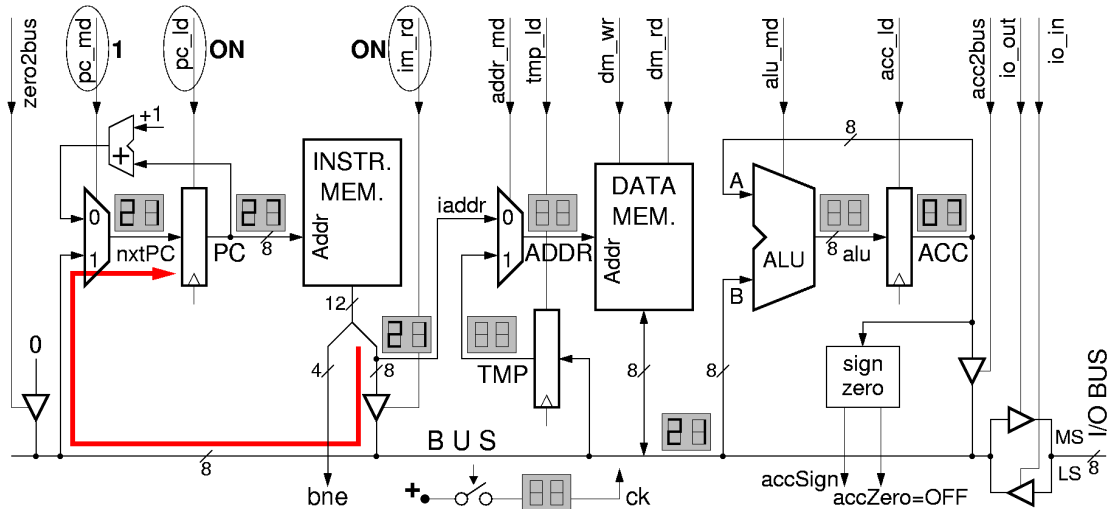 zero2bus
pc_md
1
pc_ld
ON
ON
im_rd
addr_md
tmp_ld
dm_wr
dm_rd
alu_md
acc_ld
acc2bus
io_out
io_in
+1
+
INSTR.
MEM.
Addr
DATA
MEM.
Addr
8
A
B
ALU
0
1
21
nxtPC
27
PC
8
iaddr
0
1
ADDR
8
alu
07
ACC
12
21
4
8
TMP
8
8
sign
zero
0
21
BUS
8
MS
LS
8
I/O BUS
bne
+
ck
accSign
accZero=OFF